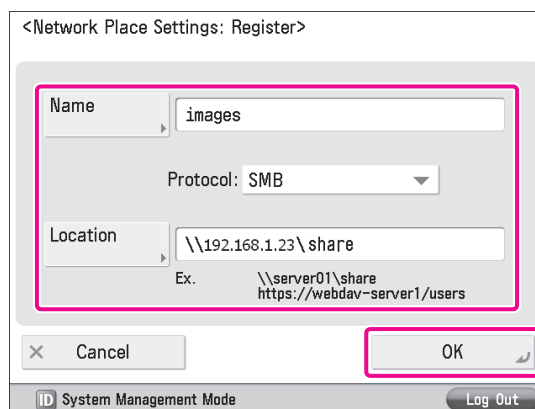 <Network Place Settings: Register>
Name
images
Protocol: SMB
Location
\\192.168.1.23\share
Ex. \\server01\share
https://webdav-server1/users
Cancel
OK
ID System Management Mode
Log Out